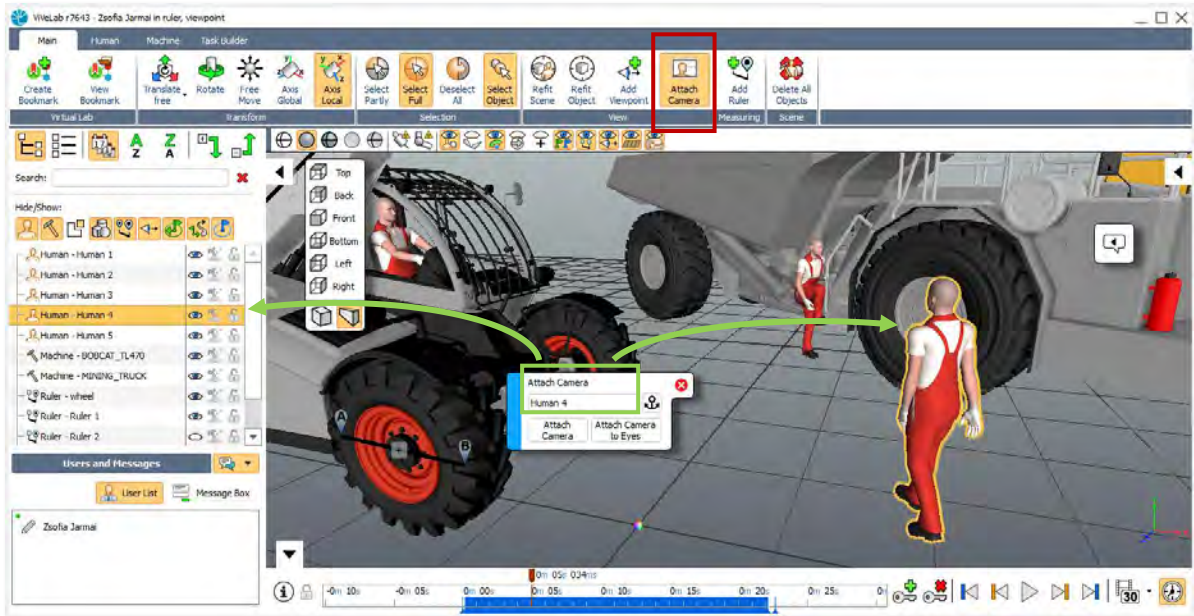 ViVeLab r7643 - Zsofia Jarmai in ruler, viewpoint
Main Human Machine Task Builder
Create Bookmark
View Bookmark
Translate free
Rotate
Free Move
Axis Global
Axis Local
Select Partly
Select Full
Deselect All
Select Object
Refit Scene
Refit Object
Add Viewpoint
Attach Camera
Add Ruler
Delete All Objects
Virtual Lab Transform Selection View Measuring Scene
A Z Z A
Search:
Hide/Show:
Human - Human 1
Human - Human 2
Human - Human 3
Human - Human 4
Human - Human 5
Machine - BOBCAT_TL470
Machine - MINING_TRUCK
Ruler - wheel
Ruler - Ruler 1
Ruler - Ruler 2
Users and Messages
User List Message Box
Zsofia Jarmai
Top
Back
Front
Bottom
Left
Right
A
B
Attach Camera
Human 4
Attach Camera
Attach Camera to Eyes
0m 05s 034ms
-0m 10s -0m 05s 0m 00s 0m 05s 0m 10s 0m 15s 0m 20s 0m 25s
30